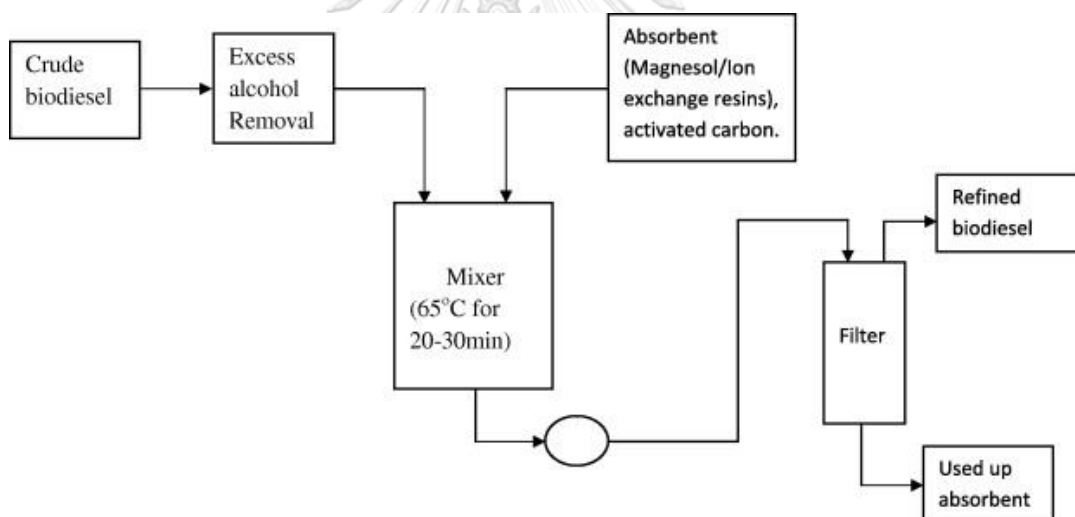 Crude
biodiesel
Excess
alcohol
Removal
Absorbent
(Magnesol/Ion
exchange resins),
activated carbon.
Mixer
(65°C for
20-30min)
Refined
biodiesel
Filter
Used up
absorbent